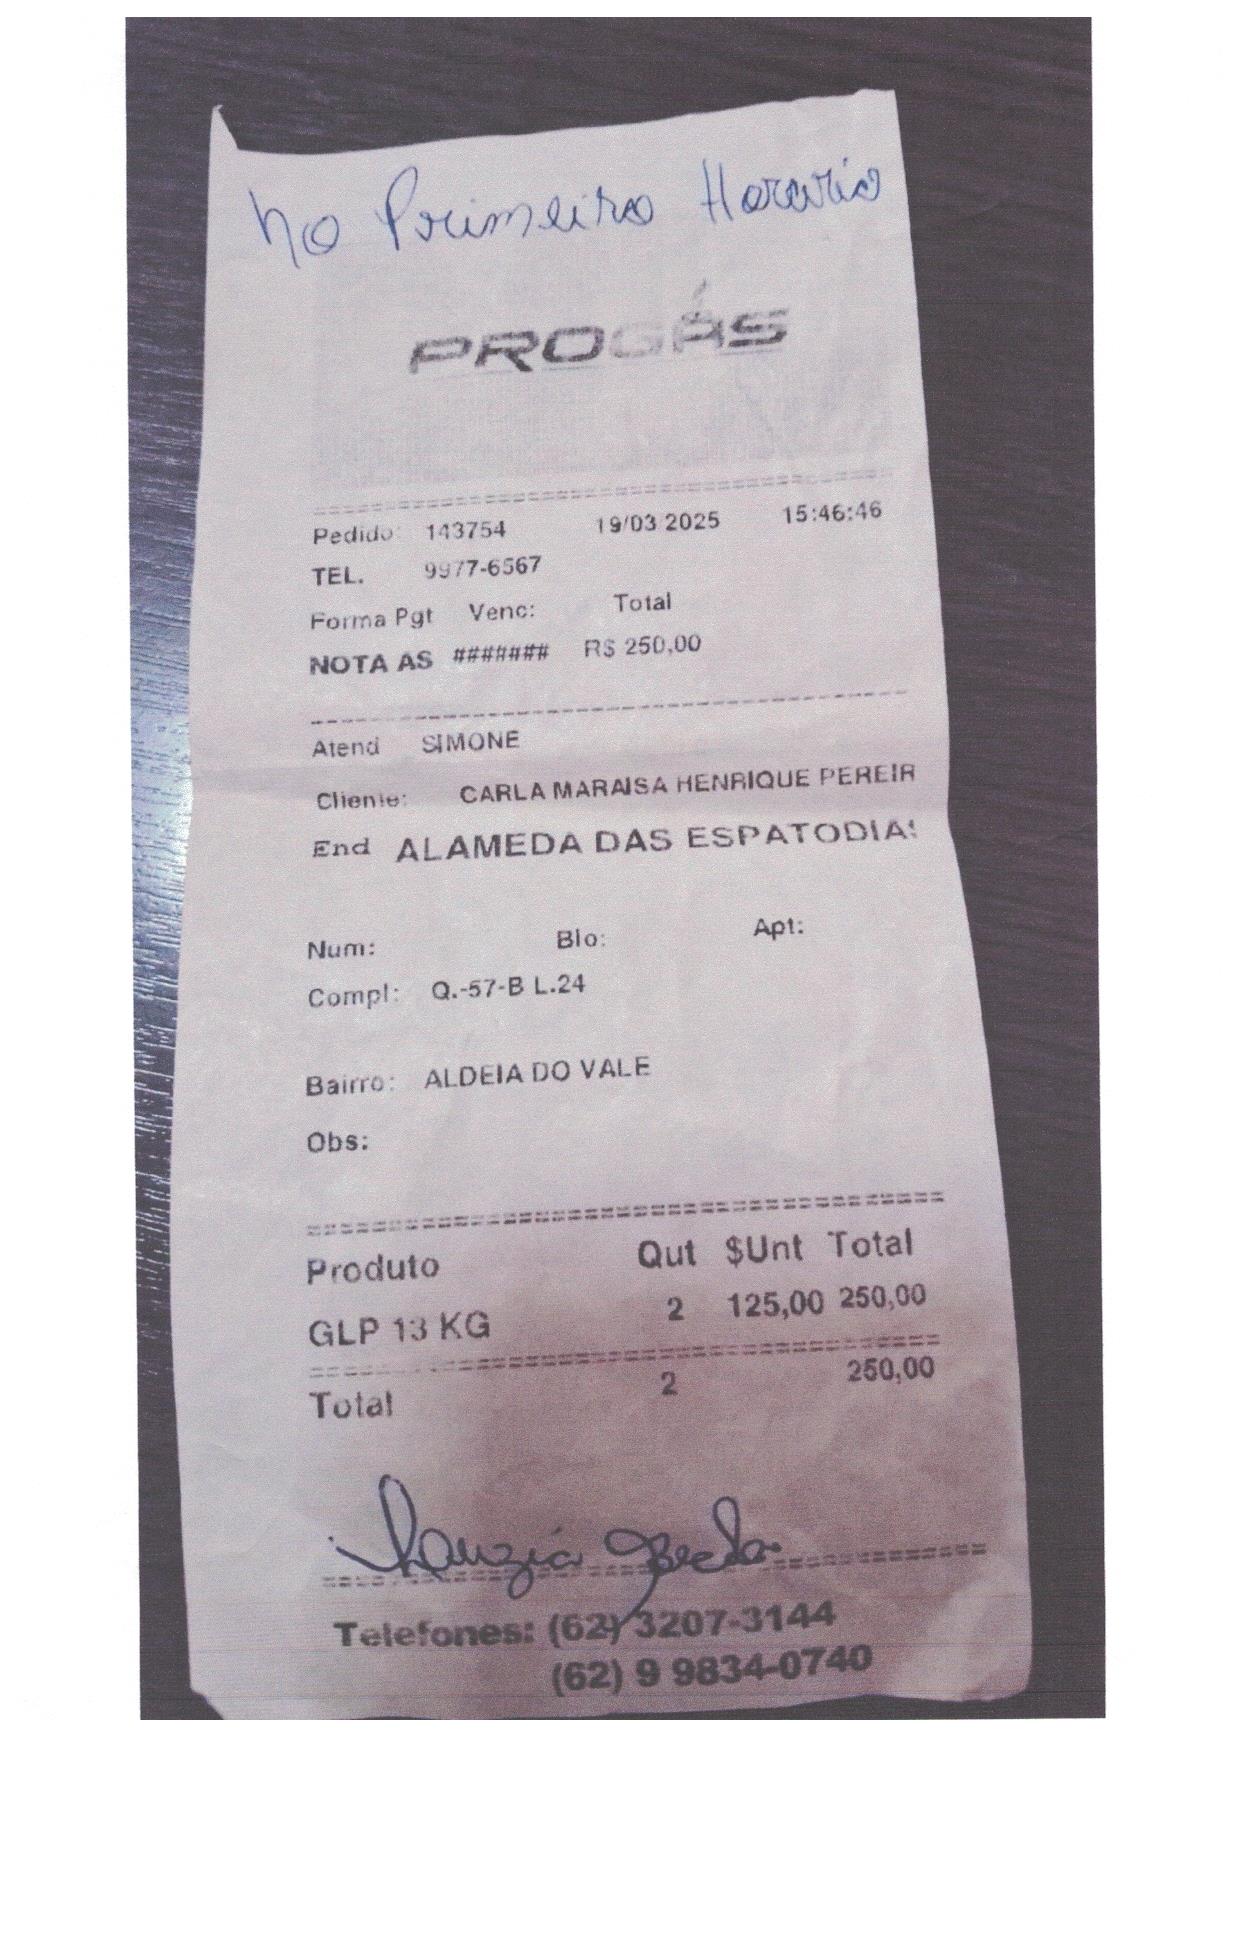 No Primeiro Horario
PROGÁS
Pedido: 143754 19/03/2025 15:46:46
TEL. 9977-6567
Forma Pgt Venc: Total
NOTA AS ####### R$ 250,00
Atend SIMONE
Cliente: CARLA MARAISA HENRIQUE PEREIR
End ALAMEDA DAS ESPATODIAS
Num: Blo: Apt:
Compl: Q.-57-B L.24
Bairro: ALDEIA DO VALE
Obs:
Produto Qut $Unt Total
GLP 13 KG 2 125,00 250,00
Total 2 250,00
Telefones: (62) 3207-3144
(62) 9 9834-0740